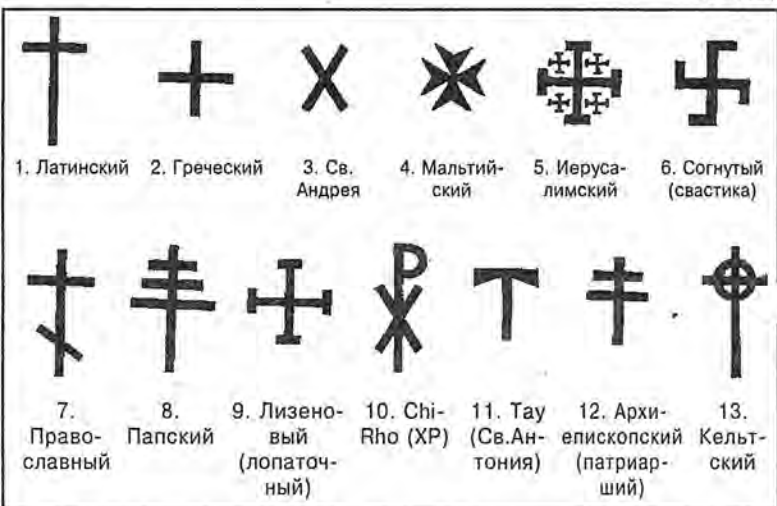 1. Латинский 2. Греческий 3. Св. Андрея 4. Мальтий-ский 5. Иеруса-лимский 6. Согнутый (свастика)
7. Право-славный 8. Папский 9. Лизено-вый (лопаточ-ный) 10. Chi-Rho (XP) 11. Тау (Св.Ан-тония) 12. Архи-епископский (патриар-ший) 13. Кельт-ский